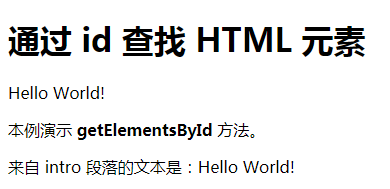 通过 id 查找 HTML 元素
Hello World!
本例演示 getElementsById 方法。
来自 intro 段落的文本是：Hello World!